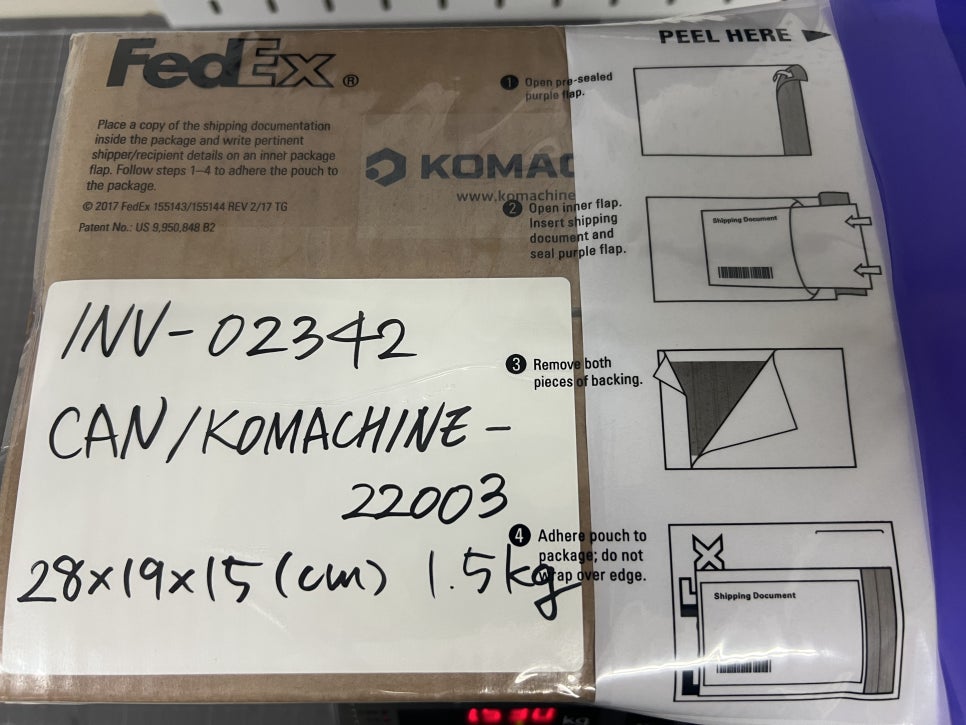 FedEx®
Place a copy of the shipping documentation
inside the package and write pertinent
shipper/recipient details on an inner package
flap. Follow steps 1–4 to adhere the pouch to
the package.
© 2017 FedEx 155143/155144 REV 2/17 TG
Patent No.: US 9,950,848 B2
KOMAC
www.komachine
INV-02342
CAN/KOMACHINE-
22003
28x19x15 (cm) 1.5kg
PEEL HERE
1 Open pre-sealed
purple flap.
2 Open inner flap.
Insert shipping
document and
seal purple flap.
Shipping Document
3 Remove both
pieces of backing.
4 Adhere pouch to
package; do not
wrap over edge.
Shipping Document
kg